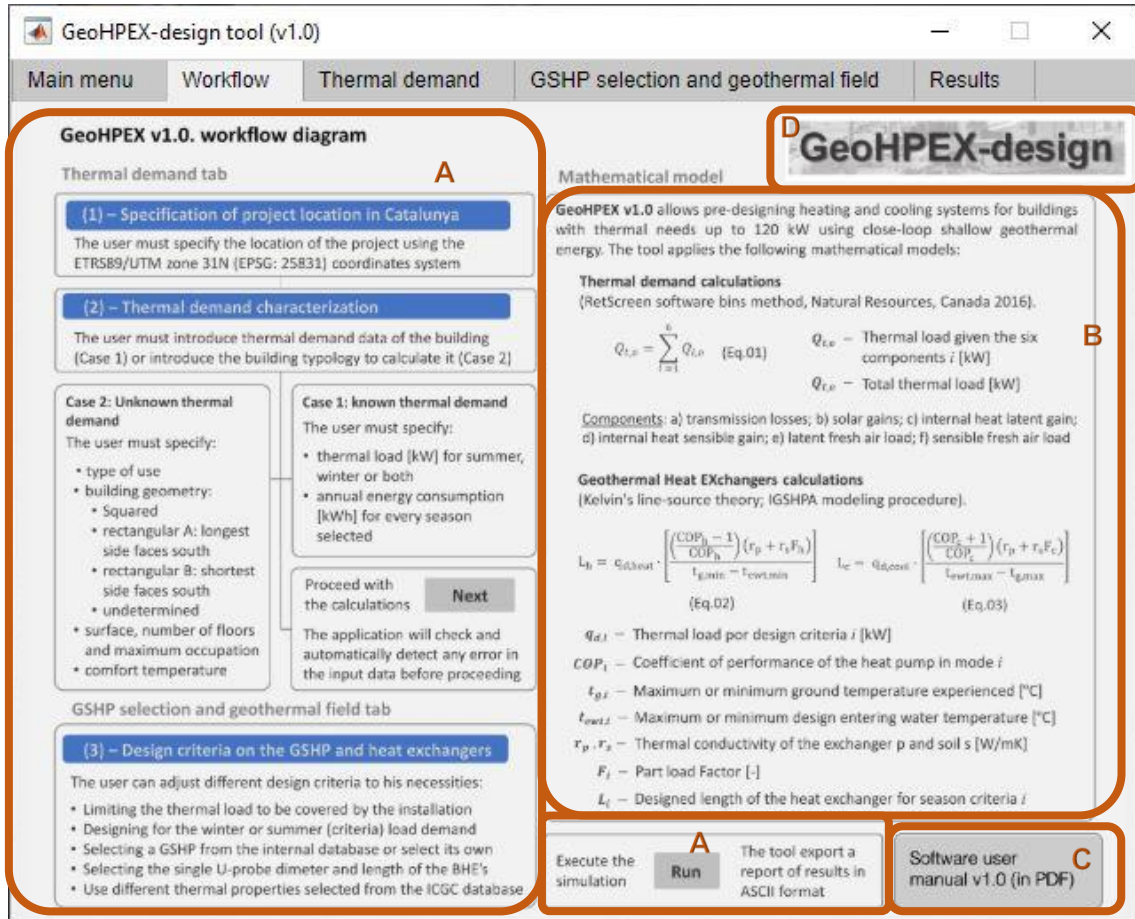 GeoHPEX-design tool (v1.0)
Main menu
Workflow
Thermal demand
GSHP selection and geothermal field
Results
GeoHPEX v1.0. workflow diagram
A
Thermal demand tab
(1) – Specification of project location in Catalunya
The user must specify the location of the project using the
ETRS89/UTM zone 31N (EPSG: 25831) coordinates system
(2) – Thermal demand characterization
The user must introduce thermal demand data of the building
(Case 1) or introduce the building typology to calculate it (Case 2)
Case 2: Unknown thermal
demand
The user must specify:
• type of use
• building geometry:
• Squared
• rectangular A: longest
side faces south
• rectangular B: shortest
side faces south
• undetermined
• surface, number of floors
and maximum occupation
• comfort temperature
Case 1: known thermal demand
The user must specify:
• thermal load [kW] for summer,
winter or both
• annual energy consumption
[kWh] for every season
selected
Proceed with
the calculations
Next
The application will check and
automatically detect any error in
the input data before proceeding
GSHP selection and geothermal field tab
(3) – Design criteria on the GSHP and heat exchangers
The user can adjust different design criteria to his necessities:
• Limiting the thermal load to be covered by the installation
• Designing for the winter or summer (criteria) load demand
• Selecting a GSHP from the internal database or select its own
• Selecting the single U-probe dimeter and length of the BHE's
• Use different thermal properties selected from the ICGC database
D
GeoHPEX-design
Mathematical model
GeoHPEX v1.0 allows pre-designing heating and cooling systems for buildings
with thermal needs up to 120 kW using close-loop shallow geothermal
energy. The tool applies the following mathematical models:
Thermal demand calculations
(RetScreen software bins method, Natural Resources, Canada 2016).
B
(Eq.01)
– Thermal load given the six
components i [kW]
– Total thermal load [kW]
Components: a) transmission losses; b) solar gains; c) internal heat latent gain;
d) internal heat sensible gain; e) latent fresh air load; f) sensible fresh air load
Geothermal Heat EXchangers calculations
(Kelvin's line-source theory; IGSHPA modeling procedure).
(Eq.02)
(Eq.03)
– Thermal load por design criteria i [kW]
COP_i – Coefficient of performance of the heat pump in mode i
– Maximum or minimum ground temperature experienced [°C]
– Maximum or minimum design entering water temperature [°C]
– Thermal conductivity of the exchanger p and soil s [W/mK]
F_i – Part load Factor [-]
L_i – Designed length of the heat exchanger for season criteria i
Execute the
simulation
A
Run
The tool export a
report of results in
ASCII format
Software user
manual v1.0 (in PDF)
C